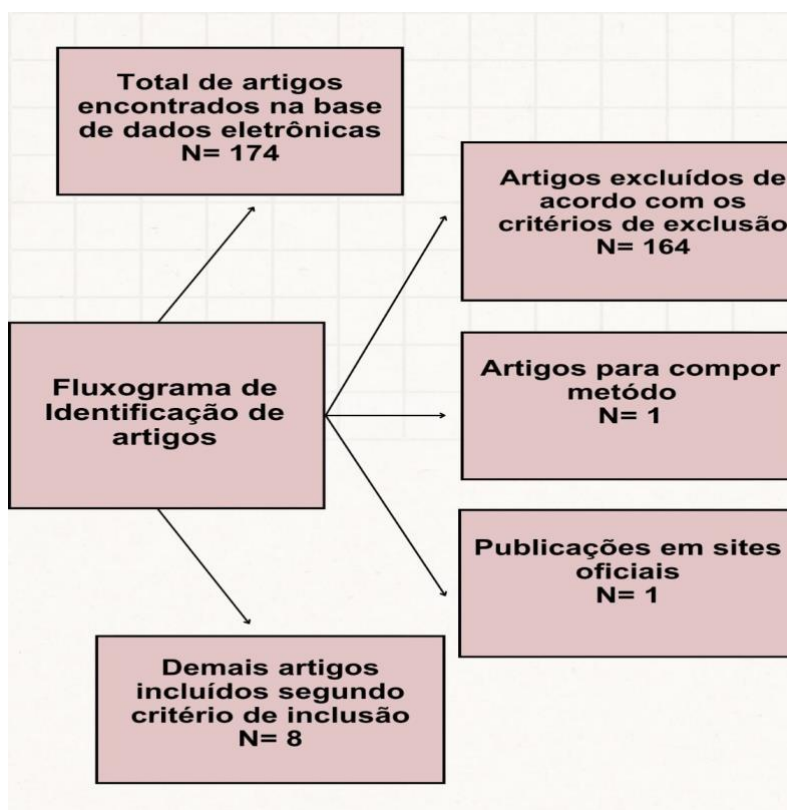 Total de artigos
encontrados na base
de dados eletrônicas
N= 174
Artigos excluídos de
acordo com os
critérios de exclusão
N= 164
Fluxograma de
Identificação de
artigos
Artigos para compor
metódo
N= 1
Publicações em sites
oficiais
N= 1
Demais artigos
incluídos segundo
critério de inclusão
N= 8